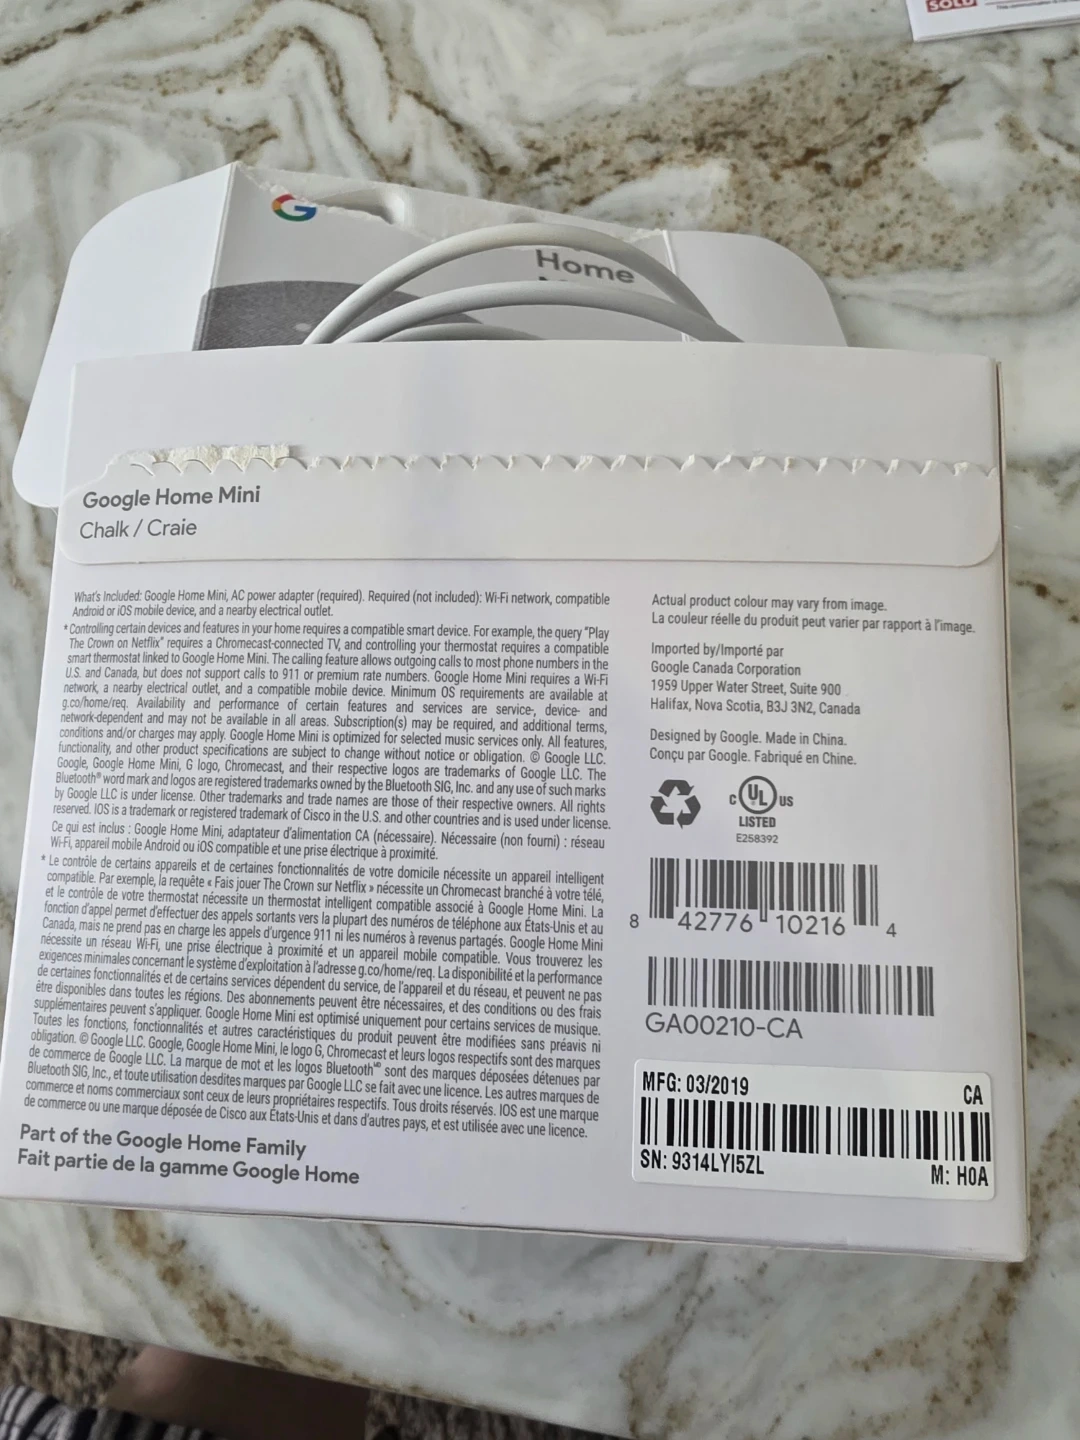 SOLD
G
Home
Google Home Mini
Chalk / Craie
What's Included: Google Home Mini, AC power adapter (required). Required (not included): Wi-Fi network, compatible
Android or iOS mobile device, and a nearby electrical outlet.
* Controlling certain devices and features in your home requires a compatible smart device. For example, the query "Play
The Crown on Netflix" requires a Chromecast-connected TV, and controlling your thermostat requires a compatible
smart thermostat linked to Google Home Mini. The calling feature allows outgoing calls to most phone numbers in the
U.S. and Canada, but does not support calls to 911 or premium rate numbers. Google Home Mini requires a Wi-Fi
network, a nearby electrical outlet, and a compatible mobile device. Minimum OS requirements are available at
g.co/home/req. Availability and performance of certain features and services are service-, device- and
network-dependent and may not be available in all areas. Subscription(s) may be required, and additional terms,
conditions and/or charges may apply. Google Home Mini is optimized for selected music services only. All features,
functionality, and other product specifications are subject to change without notice or obligation. © Google LLC.
Google, Google Home Mini, G logo, Chromecast, and their respective logos are trademarks of Google LLC. The
Bluetooth® word mark and logos are registered trademarks owned by the Bluetooth SIG, Inc. and any use of such marks
by Google LLC is under license. Other trademarks and trade names are those of their respective owners. All rights
reserved. IOS is a trademark or registered trademark of Cisco in the U.S. and other countries and is used under license.
Ce qui est inclus : Google Home Mini, adaptateur d'alimentation CA (nécessaire). Nécessaire (non fourni) : réseau
Wi-Fi, appareil mobile Android ou iOS compatible et une prise électrique à proximité.
* Le contrôle de certains appareils et de certaines fonctionnalités de votre domicile nécessite un appareil intelligent
compatible. Par exemple, la requête « Fais jouer The Crown sur Netflix » nécessite un Chromecast branché à votre télé,
et le contrôle de votre thermostat nécessite un thermostat intelligent compatible associé à Google Home Mini. La
fonction d'appel permet d'effectuer des appels sortants vers la plupart des numéros de téléphone aux États-Unis et au
Canada, mais ne prend pas en charge les appels d'urgence 911 ni les numéros à revenus partagés. Google Home Mini
nécessite un réseau Wi-Fi, une prise électrique à proximité et un appareil mobile compatible. Vous trouverez les
exigences minimales concernant le système d'exploitation à l'adresse g.co/home/req. La disponibilité et la performance
de certaines fonctionnalités et de certains services dépendent du service, de l'appareil et du réseau, et peuvent ne pas
être disponibles dans toutes les régions. Des abonnements peuvent être nécessaires, et des conditions ou des frais
supplémentaires peuvent s'appliquer. Google Home Mini est optimisé uniquement pour certains services de musique.
Toutes les fonctions, fonctionnalités et autres caractéristiques du produit peuvent être modifiées sans préavis ni
obligation. © Google LLC. Google, Google Home Mini, le logo G, Chromecast et leurs logos respectifs sont des marques
de commerce de Google LLC. La marque de mot et les logos Bluetooth MD sont des marques déposées détenues par
Bluetooth SIG, Inc., et toute utilisation desdites marques par Google LLC se fait avec une licence. Les autres marques de
commerce et noms commerciaux sont ceux de leurs propriétaires respectifs. Tous droits réservés. IOS est une marque
de commerce ou une marque déposée de Cisco aux États-Unis et dans d'autres pays, et est utilisée avec une licence.
Part of the Google Home Family
Fait partie de la gamme Google Home
Actual product colour may vary from image.
La couleur réelle du produit peut varier par rapport à l'image.
Imported by/Importé par
Google Canada Corporation
1959 Upper Water Street, Suite 900
Halifax, Nova Scotia, B3J 3N2, Canada
Designed by Google. Made in China.
Conçu par Google. Fabriqué en Chine.
C UL US
LISTED
E258392
8 42776 10216 4
GA00210-CA
MFG: 03/2019 CA
SN: 9314LYI5ZL M: H0A